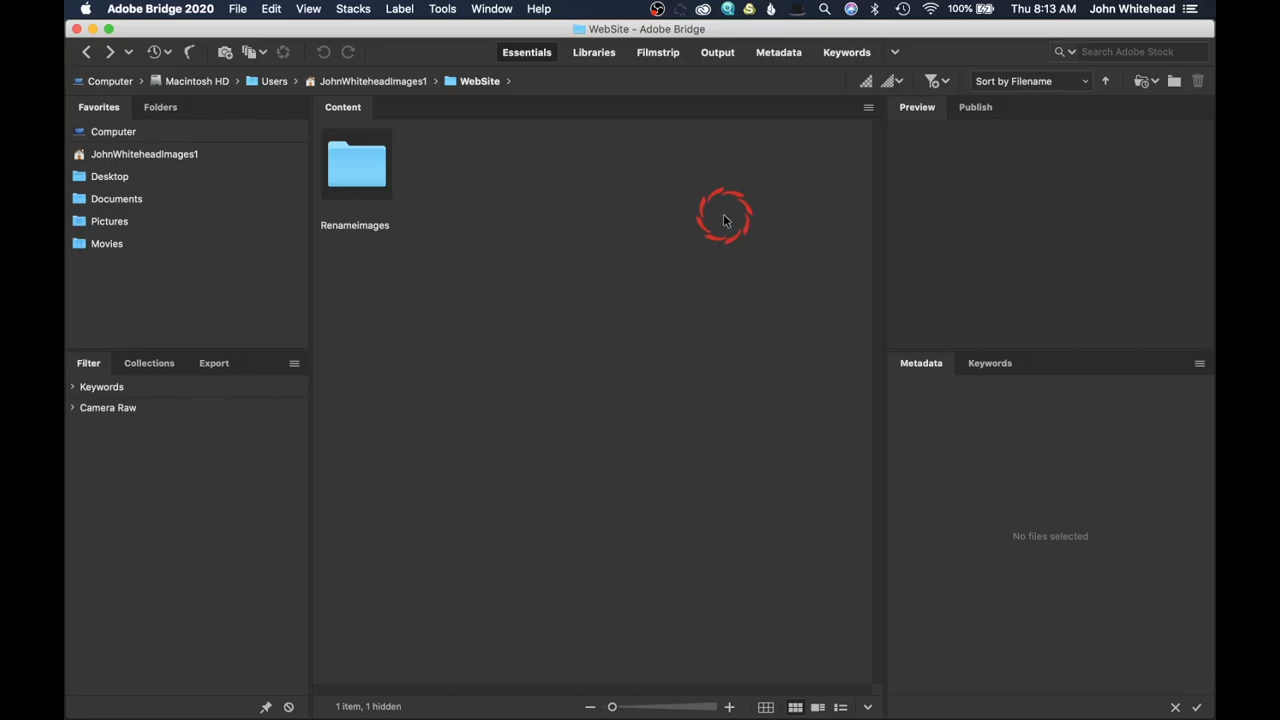 Adobe Bridge 2020 File Edit View Stacks Label Tools Window Help 100% Thu 8:13 AM John Whitehead
WebSite - Adobe Bridge
Essentials Libraries Filmstrip Output Metadata Keywords Search Adobe Stock
Computer Macintosh HD Users JohnWhiteheadImages1 WebSite Sort by Filename
Favorites Folders Content Preview Publish
Computer
JohnWhiteheadImages1
Desktop
Documents
Pictures
Movies
Renameimages
Filter Collections Export
Keywords
Camera Raw
Metadata Keywords
No files selected
1 item, 1 hidden